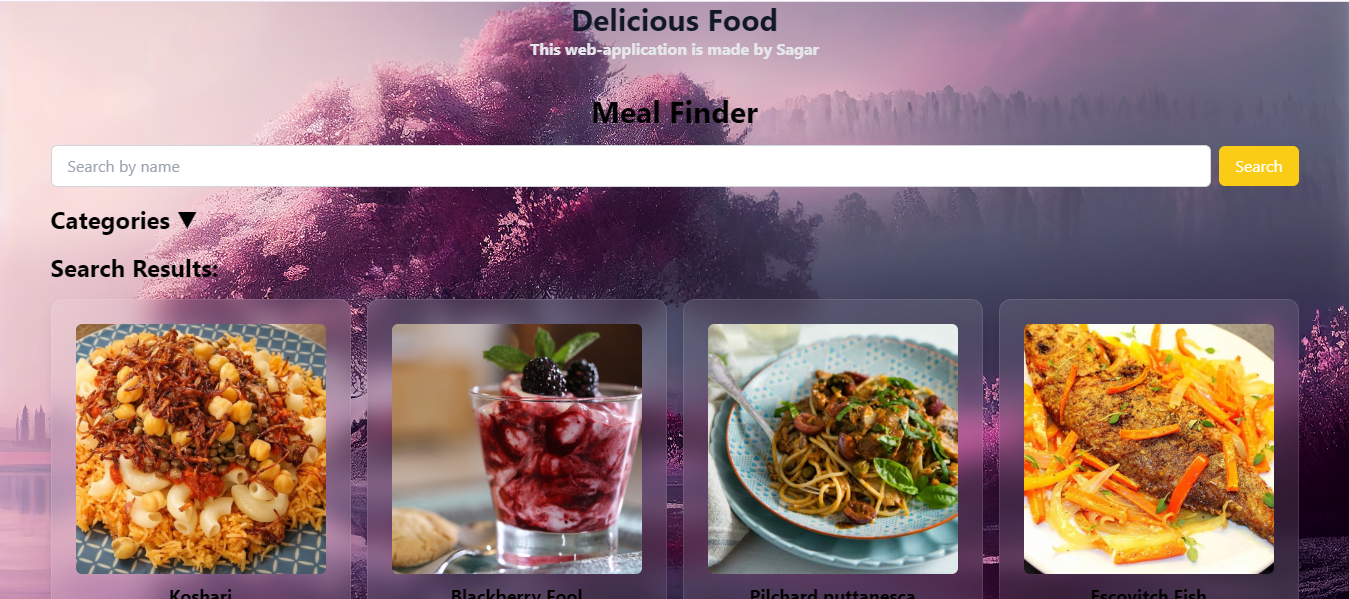 Delicious Food
This web-application is made by Sagar
Meal Finder
Search by name
Search
Categories ▼
Search Results:
Koshari
Blackberry Fool
Pilchard puttanesca
Escovitch Fish